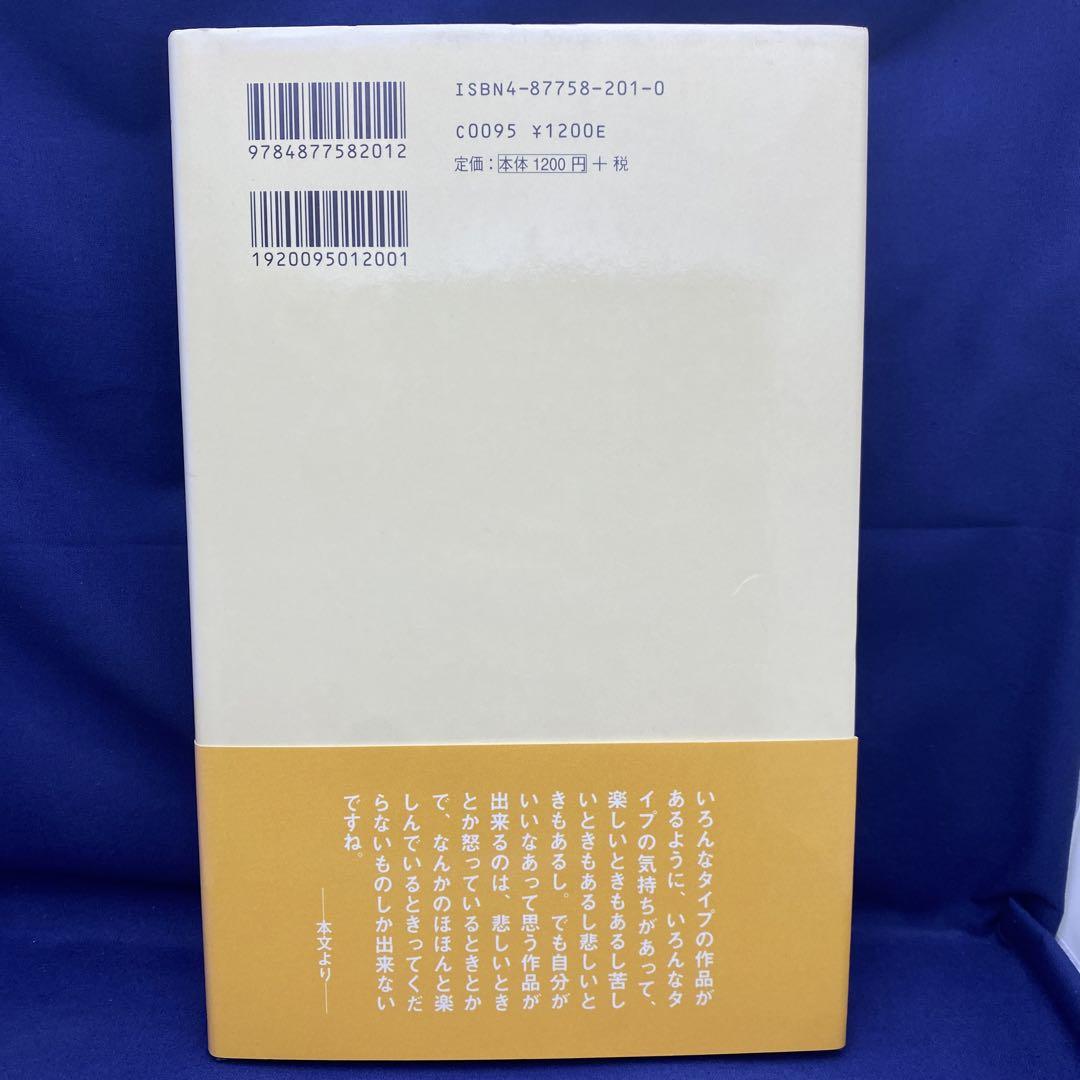 9784877582012
ISBN4-87758-201-0
C0095 ¥1200E
定価:本体1200円+税
1920095012001
いろんなタイプの作品が
あるように、いろんなタ
イプの気持ちがあって、
楽しいときもあるし苦し
いときもあるし悲しいと
きもあるし。でも自分が
いいなあって思う作品が
出来るのは、悲しいとき
とか怒っているときとか
で、なんかのほほんと楽
しんでいるときってくだ
らないものしか出来ない
ですね。
——本文より——